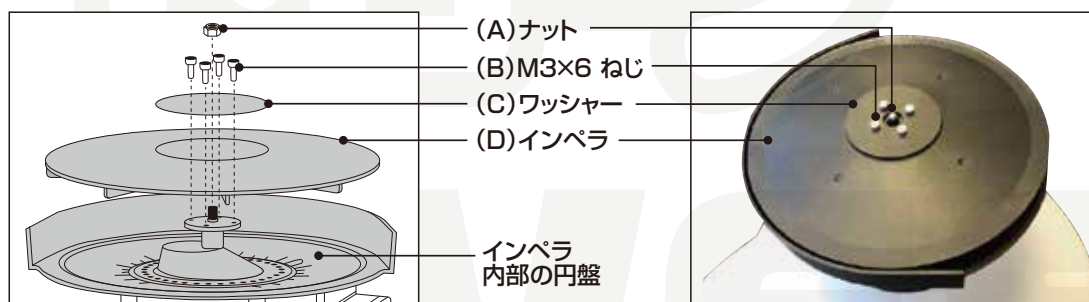 (A)ナット
(B)M3×6 ねじ
(C)ワッシャー
(D)インペラ
インペラ
内部の円盤